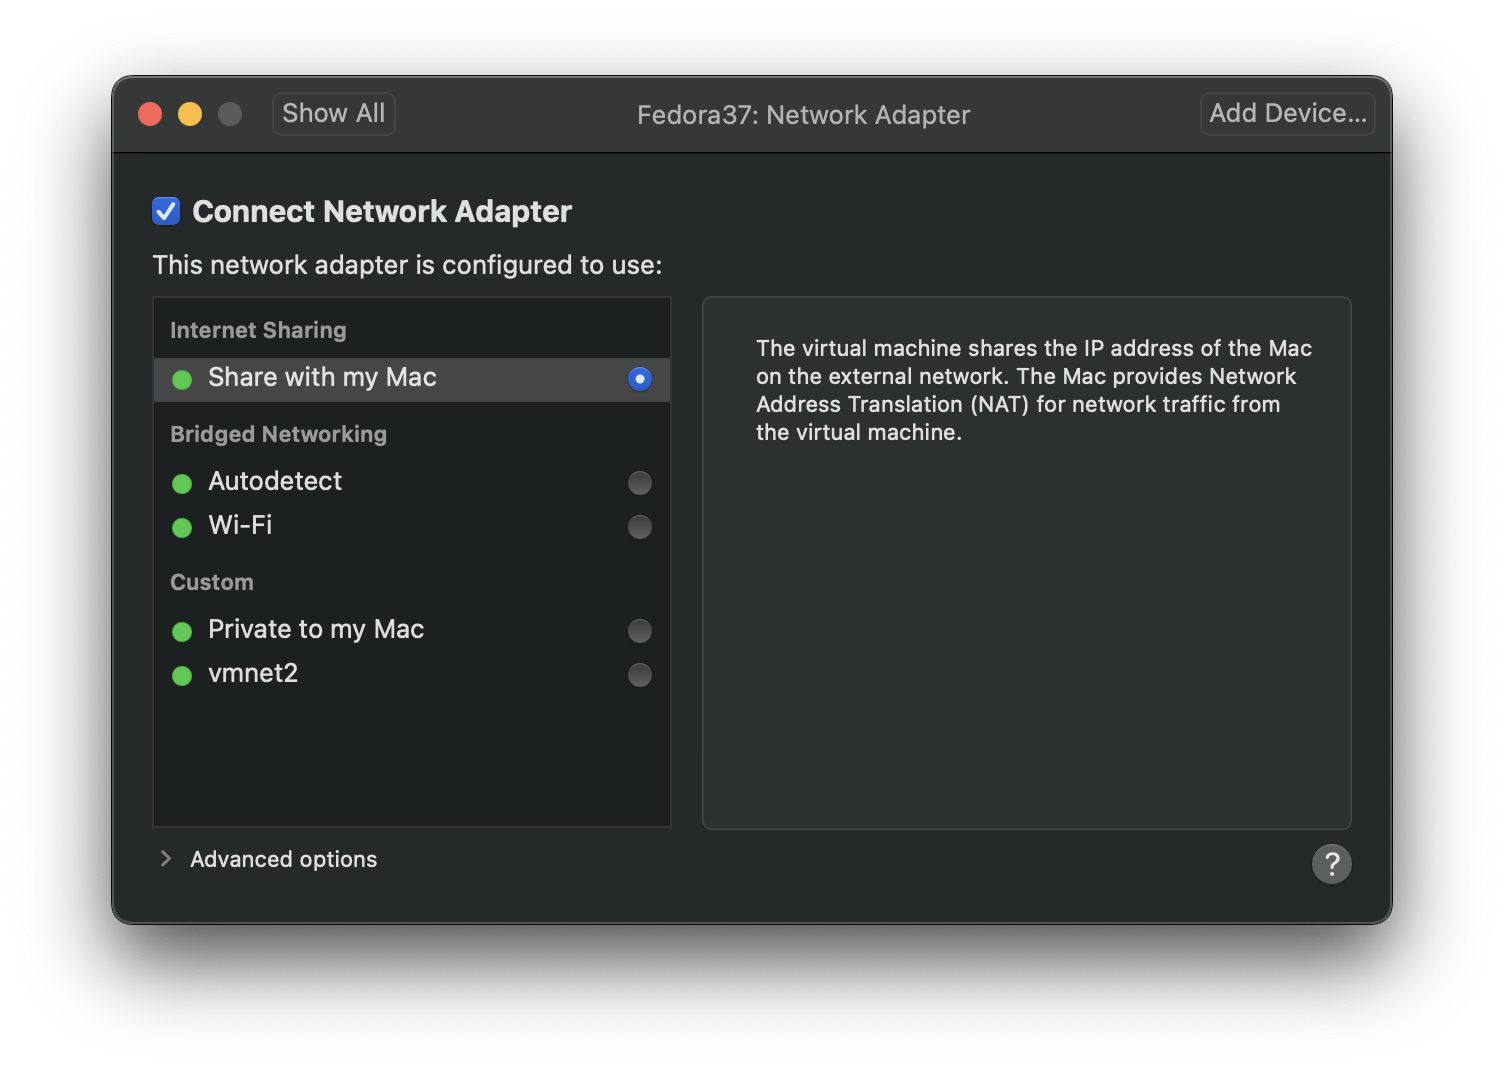 Show All
Fedora37: Network Adapter
Add Device...
Connect Network Adapter
This network adapter is configured to use:
Internet Sharing
Share with my Mac
Bridged Networking
Autodetect
Wi-Fi
Custom
Private to my Mac
vmnet2
The virtual machine shares the IP address of the Mac
on the external network. The Mac provides Network
Address Translation (NAT) for network traffic from
the virtual machine.
Advanced options
?